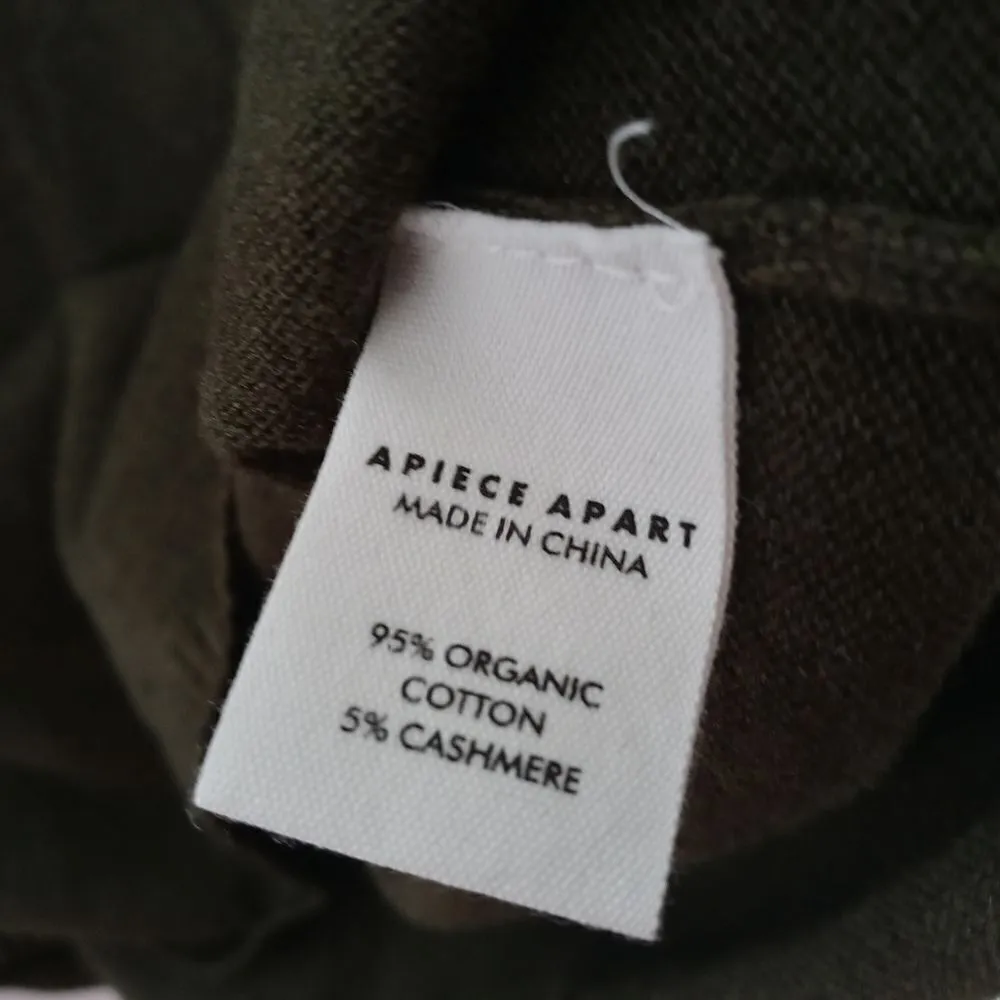 APIECE APART
MADE IN CHINA
95% ORGANIC
COTTON
5% CASHMERE